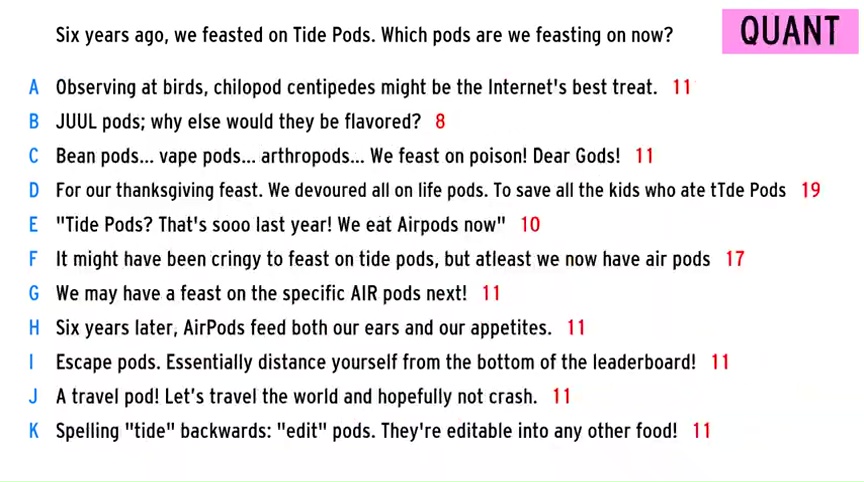 Six years ago, we feasted on Tide Pods. Which pods are we feasting on now?
QUANT
A Observing at birds, chilopod centipedes might be the Internet's best treat. 11
B JUUL pods; why else would they be flavored? 8
C Bean pods... vape pods... arthropods... We feast on poison! Dear Gods! 11
D For our thanksgiving feast. We devoured all on life pods. To save all the kids who ate tTde Pods 19
E "Tide Pods? That's sooo last year! We eat Airpods now" 10
F It might have been cringy to feast on tide pods, but atleast we now have air pods 17
G We may have a feast on the specific AIR pods next! 11
H Six years later, AirPods feed both our ears and our appetites. 11
I Escape pods. Essentially distance yourself from the bottom of the leaderboard! 11
J A travel pod! Let's travel the world and hopefully not crash. 11
K Spelling "tide" backwards: "edit" pods. They're editable into any other food! 11